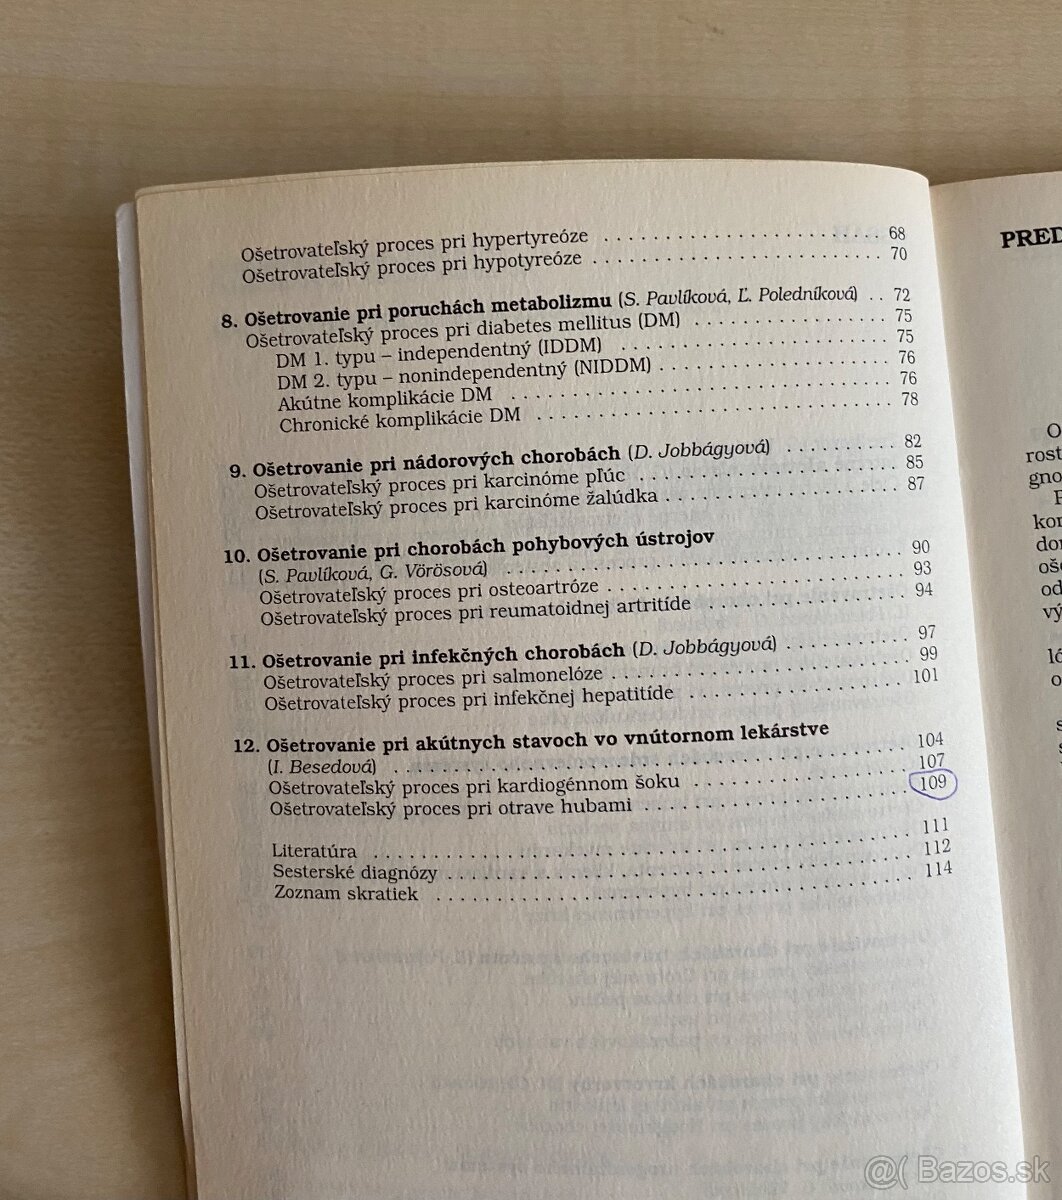 Ošetrovateľský proces pri hypertyreóze . . . . . . . . . . . . . . . . . . . . . . . 68
Ošetrovateľský proces pri hypotyreóze . . . . . . . . . . . . . . . . . . . . . . . 70
8. Ošetrovanie pri poruchách metabolizmu (S. Pavlíková, Ľ. Poledníková) . . 72
Ošetrovateľský proces pri diabetes mellitus (DM) . . . . . . . . . . . . . . . . 75
DM 1. typu – independentný (IDDM) . . . . . . . . . . . . . . . . . . . 75
DM 2. typu – nonindependentný (NIDDM) . . . . . . . . . . . . . . . . 76
Akútne komplikácie DM . . . . . . . . . . . . . . . . . . . . . . . . . . . . 76
Chronické komplikácie DM . . . . . . . . . . . . . . . . . . . . . . . . . . 78
9. Ošetrovanie pri nádorových chorobách (D. Jobbágyová) . . . . . . . . . 82
Ošetrovateľský proces pri karcinóme pľúc . . . . . . . . . . . . . . . . . . . . 85
Ošetrovateľský proces pri karcinóme žalúdka . . . . . . . . . . . . . . . . . . 87
10. Ošetrovanie pri chorobách pohybových ústrojov
(S. Pavlíková, G. Vörösová) . . . . . . . . . . . . . . . . . . . . . . . . . . . . . 90
Ošetrovateľský proces pri osteoartróze . . . . . . . . . . . . . . . . . . . . . . 93
Ošetrovateľský proces pri reumatoidnej artritíde . . . . . . . . . . . . . . . . 94
11. Ošetrovanie pri infekčných chorobách (D. Jobbágyová) . . . . . . . . . . 97
Ošetrovateľský proces pri salmonelóze . . . . . . . . . . . . . . . . . . . . . . 99
Ošetrovateľský proces pri infekčnej hepatitíde . . . . . . . . . . . . . . . . . 101
12. Ošetrovanie pri akútnych stavoch vo vnútornom lekárstve
(I. Besedová) . . . . . . . . . . . . . . . . . . . . . . . . . . . . . . . . . . . . . . 104
Ošetrovateľský proces pri kardiogénnom šoku . . . . . . . . . . . . . . . . . 107
Ošetrovateľský proces pri otrave hubami . . . . . . . . . . . . . . . . . . . . . 109
Literatúra . . . . . . . . . . . . . . . . . . . . . . . . . . . . . . . . . . . . . . . . 111
Sesterské diagnózy . . . . . . . . . . . . . . . . . . . . . . . . . . . . . . . . . . 112
Zoznam skratiek . . . . . . . . . . . . . . . . . . . . . . . . . . . . . . . . . . . 114
PRED
rost
gno
oše
od
vý
@( Bazos.sk